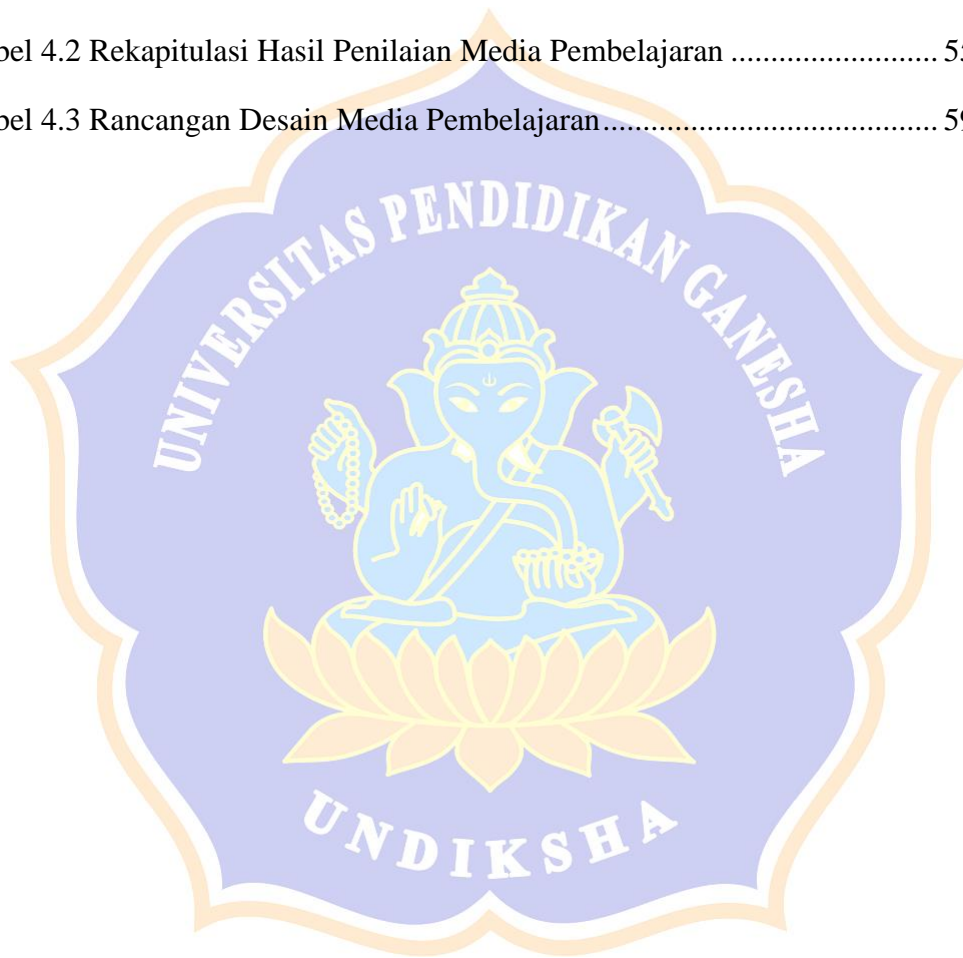 bel 4.2 Rekapitulasi Hasil Penilaian Media Pembelajaran .......................... 5
bel 4.3 Rancangan Desain Media Pembelajaran.......................................... 59
UNIVERSITAS PENDIDIKAN GANESHA
UNDIKSHA